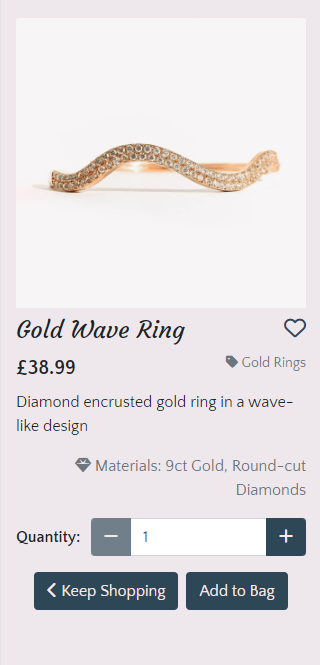 Gold Wave Ring
£38.99
Gold Rings
Diamond encrusted gold ring in a wave-
like design
Materials: 9ct Gold, Round-cut
Diamonds
Quantity: 1
Keep Shopping Add to Bag